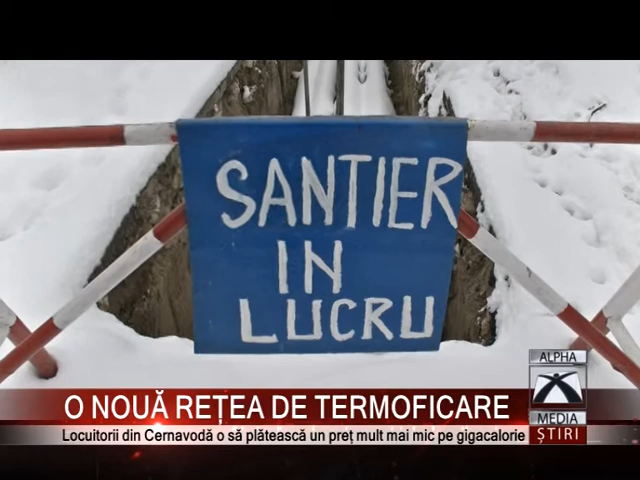 SANTIER
IN
LUCRU
ALPHA
MEDIA
ȘTIRI
O NOUĂ REȚEA DE TERMOFICARE
Locuitorii din Cernavodă o să plătească un preț mult mai mic pe gigacalorie